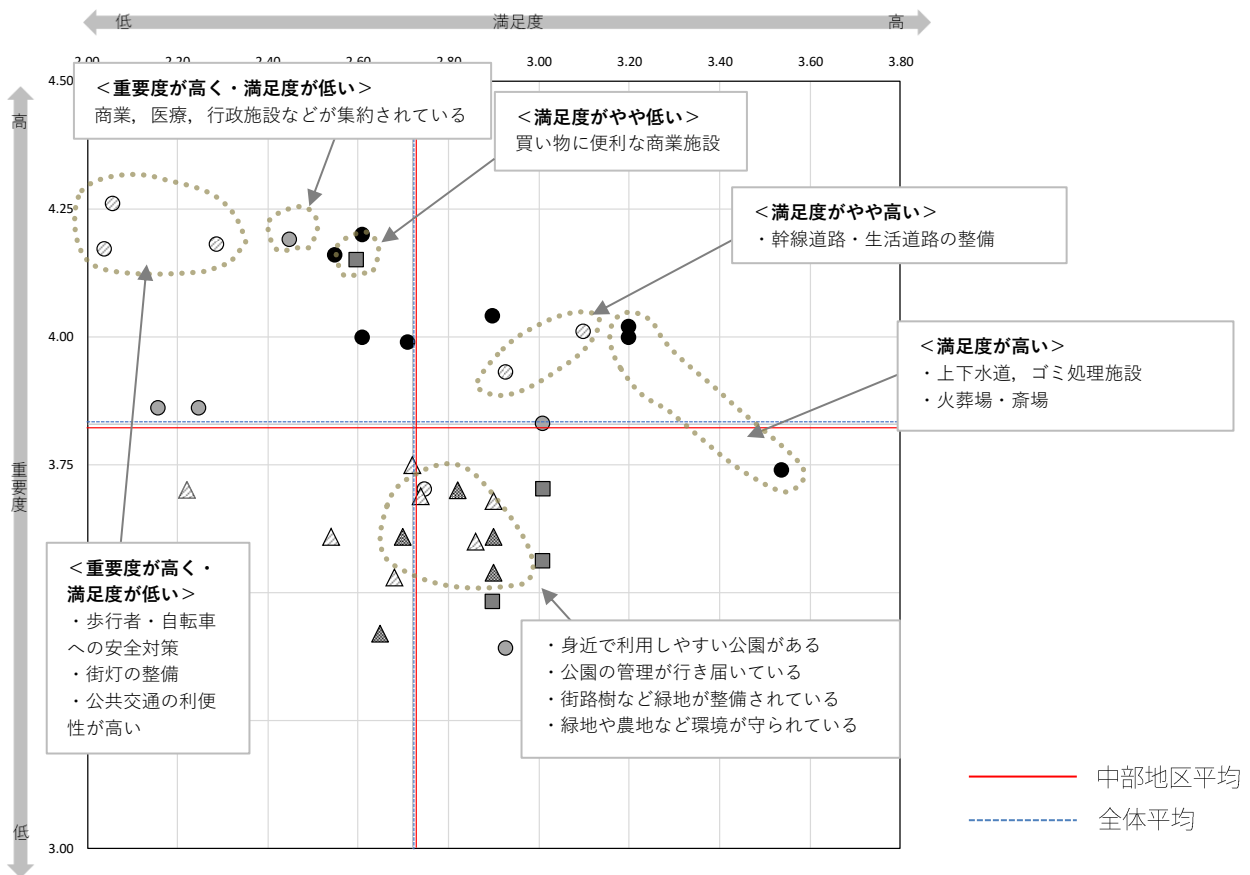 低
満足度
高
2.00
2.20
2.40
2.60
2.80
3.00
3.20
3.40
3.60
3.80
4.50
高
＜重要度が高く・満足度が低い＞
商業，医療，行政施設などが集約されている
＜満足度がやや低い＞
買い物に便利な商業施設
4.25
＜満足度がやや高い＞
・幹線道路・生活道路の整備
4.00
＜満足度が高い＞
・上下水道，ゴミ処理施設
・火葬場・斎場
3.75
重要度
＜重要度が高く・
満足度が低い＞
・歩行者・自転車
への安全対策
・街灯の整備
・公共交通の利便
性が高い
・身近で利用しやすい公園がある
・公園の管理が行き届いている
・街路樹など緑地が整備されている
・緑地や農地など環境が守られている
中部地区平均
全体平均
低
3.00